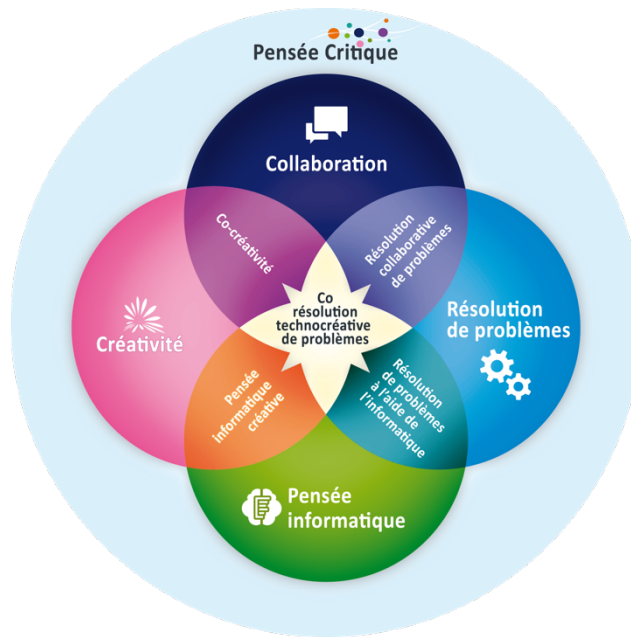 Pensée Critique
Collaboration
Co-créativité
Résolution
collaborative
de problèmes
Créativité
Co
résolution
technocréative
de problèmes
Résolution
de problèmes
Pensée
informatique
créative
Résolution
de problèmes
à l'aide de
l'informatique
Pensée
informatique